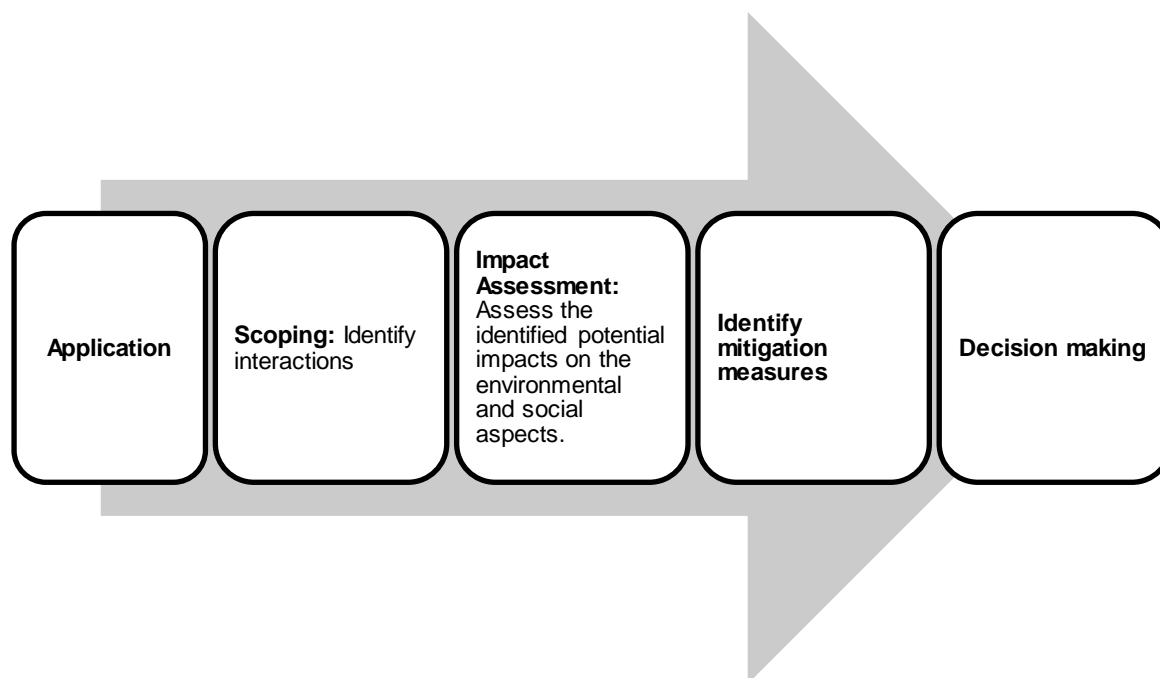 Application
Scoping: Identify
interactions
Impact
Assessment:
Assess the
identified potential
impacts on the
environmental
and social
aspects.
Identify
mitigation
measures
Decision making